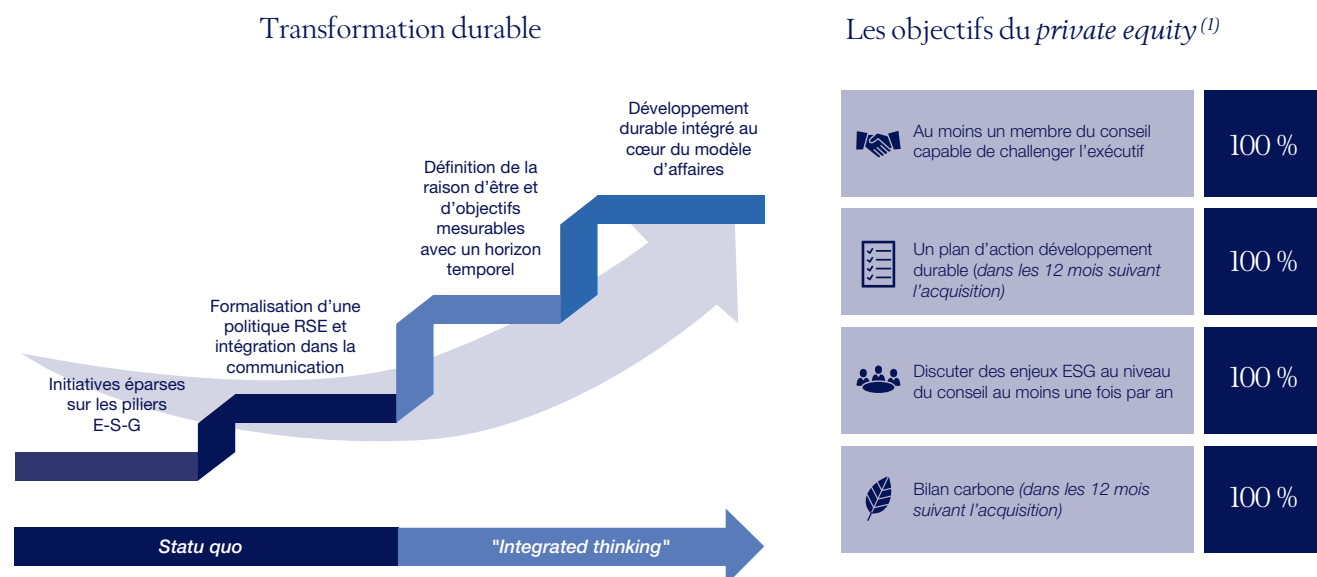 Transformation durable
Initiatives éparses
sur les piliers
E-S-G
Formalisation d'une
politique RSE et
intégration dans la
communication
Définition de la
raison d'être et
d'objectifs
mesurables
avec un horizon
temporel
Développement
durable intégré au
cœur du modèle
d'affaires
Statu quo
"Integrated thinking"
Les objectifs du private equity (1)
Au moins un membre du conseil
capable de challenger l'exécutif
100 %
Un plan d'action développement
durable (dans les 12 mois suivant
l'acquisition)
100 %
Discuter des enjeux ESG au niveau
du conseil au moins une fois par an
100 %
Bilan carbone (dans les 12 mois
suivant l'acquisition)
100 %